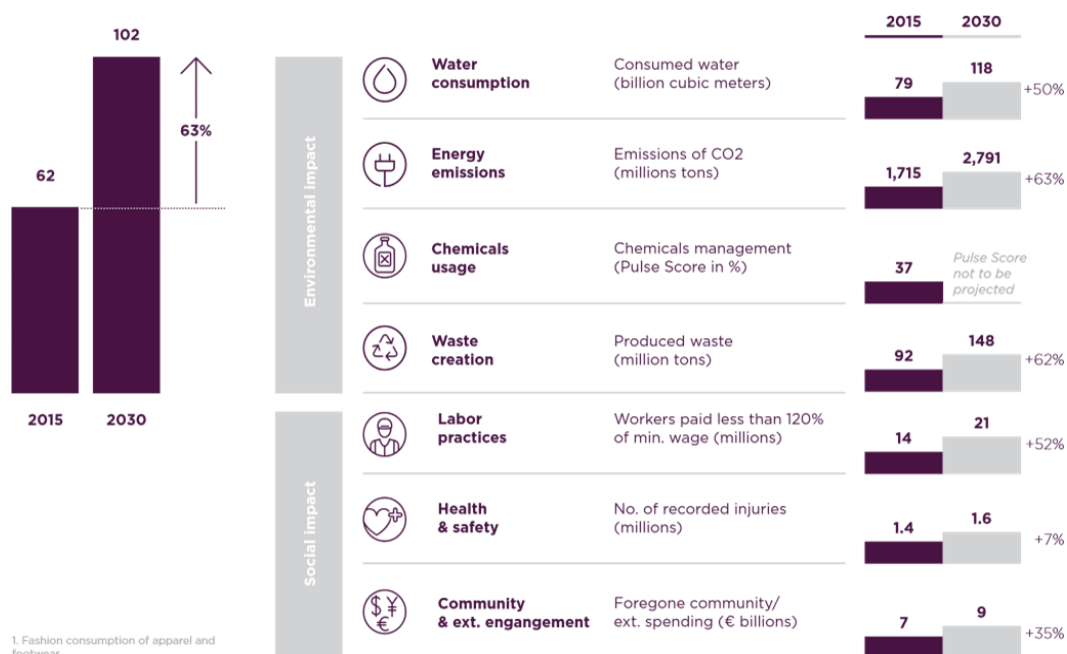 102
63%
62
2015
2030
1. Fashion consumption of apparel and
footwear
2015 2030
Environmental impact
Water
consumption
Consumed water
(billion cubic meters)
79
118
+50%
Energy
emissions
Emissions of CO2
(millions tons)
1,715
2,791
+63%
Chemicals
usage
Chemicals management
(Pulse Score in %)
37
Pulse Score
not to be
projected
Waste
creation
Produced waste
(million tons)
92
148
+62%
Social impact
Labor
practices
Workers paid less than 120%
of min. wage (millions)
14
21
+52%
Health
& safety
No. of recorded injuries
(millions)
1.4
1.6
+7%
$ ¥
€
Community
& ext. engangement
Foregone community/
ext. spending (€ billions)
7
9
+35%